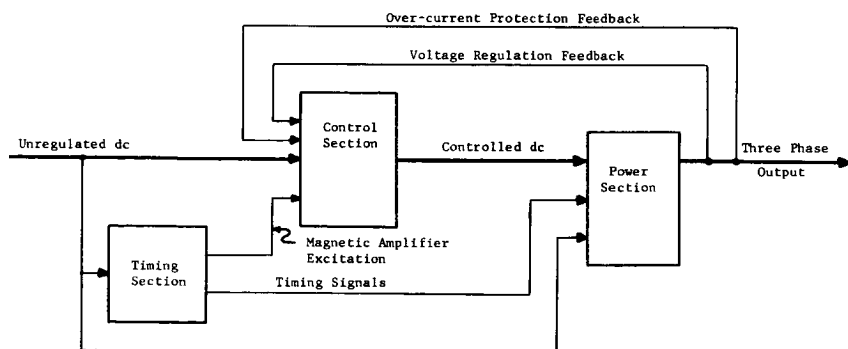 Over-current Protection Feedback
Voltage Regulation Feedback
Unregulated dc
Control
Section
Controlled dc
Power
Section
Three Phase
Output
Magnetic Amplifier
Excitation
Timing
Section
Timing Signals